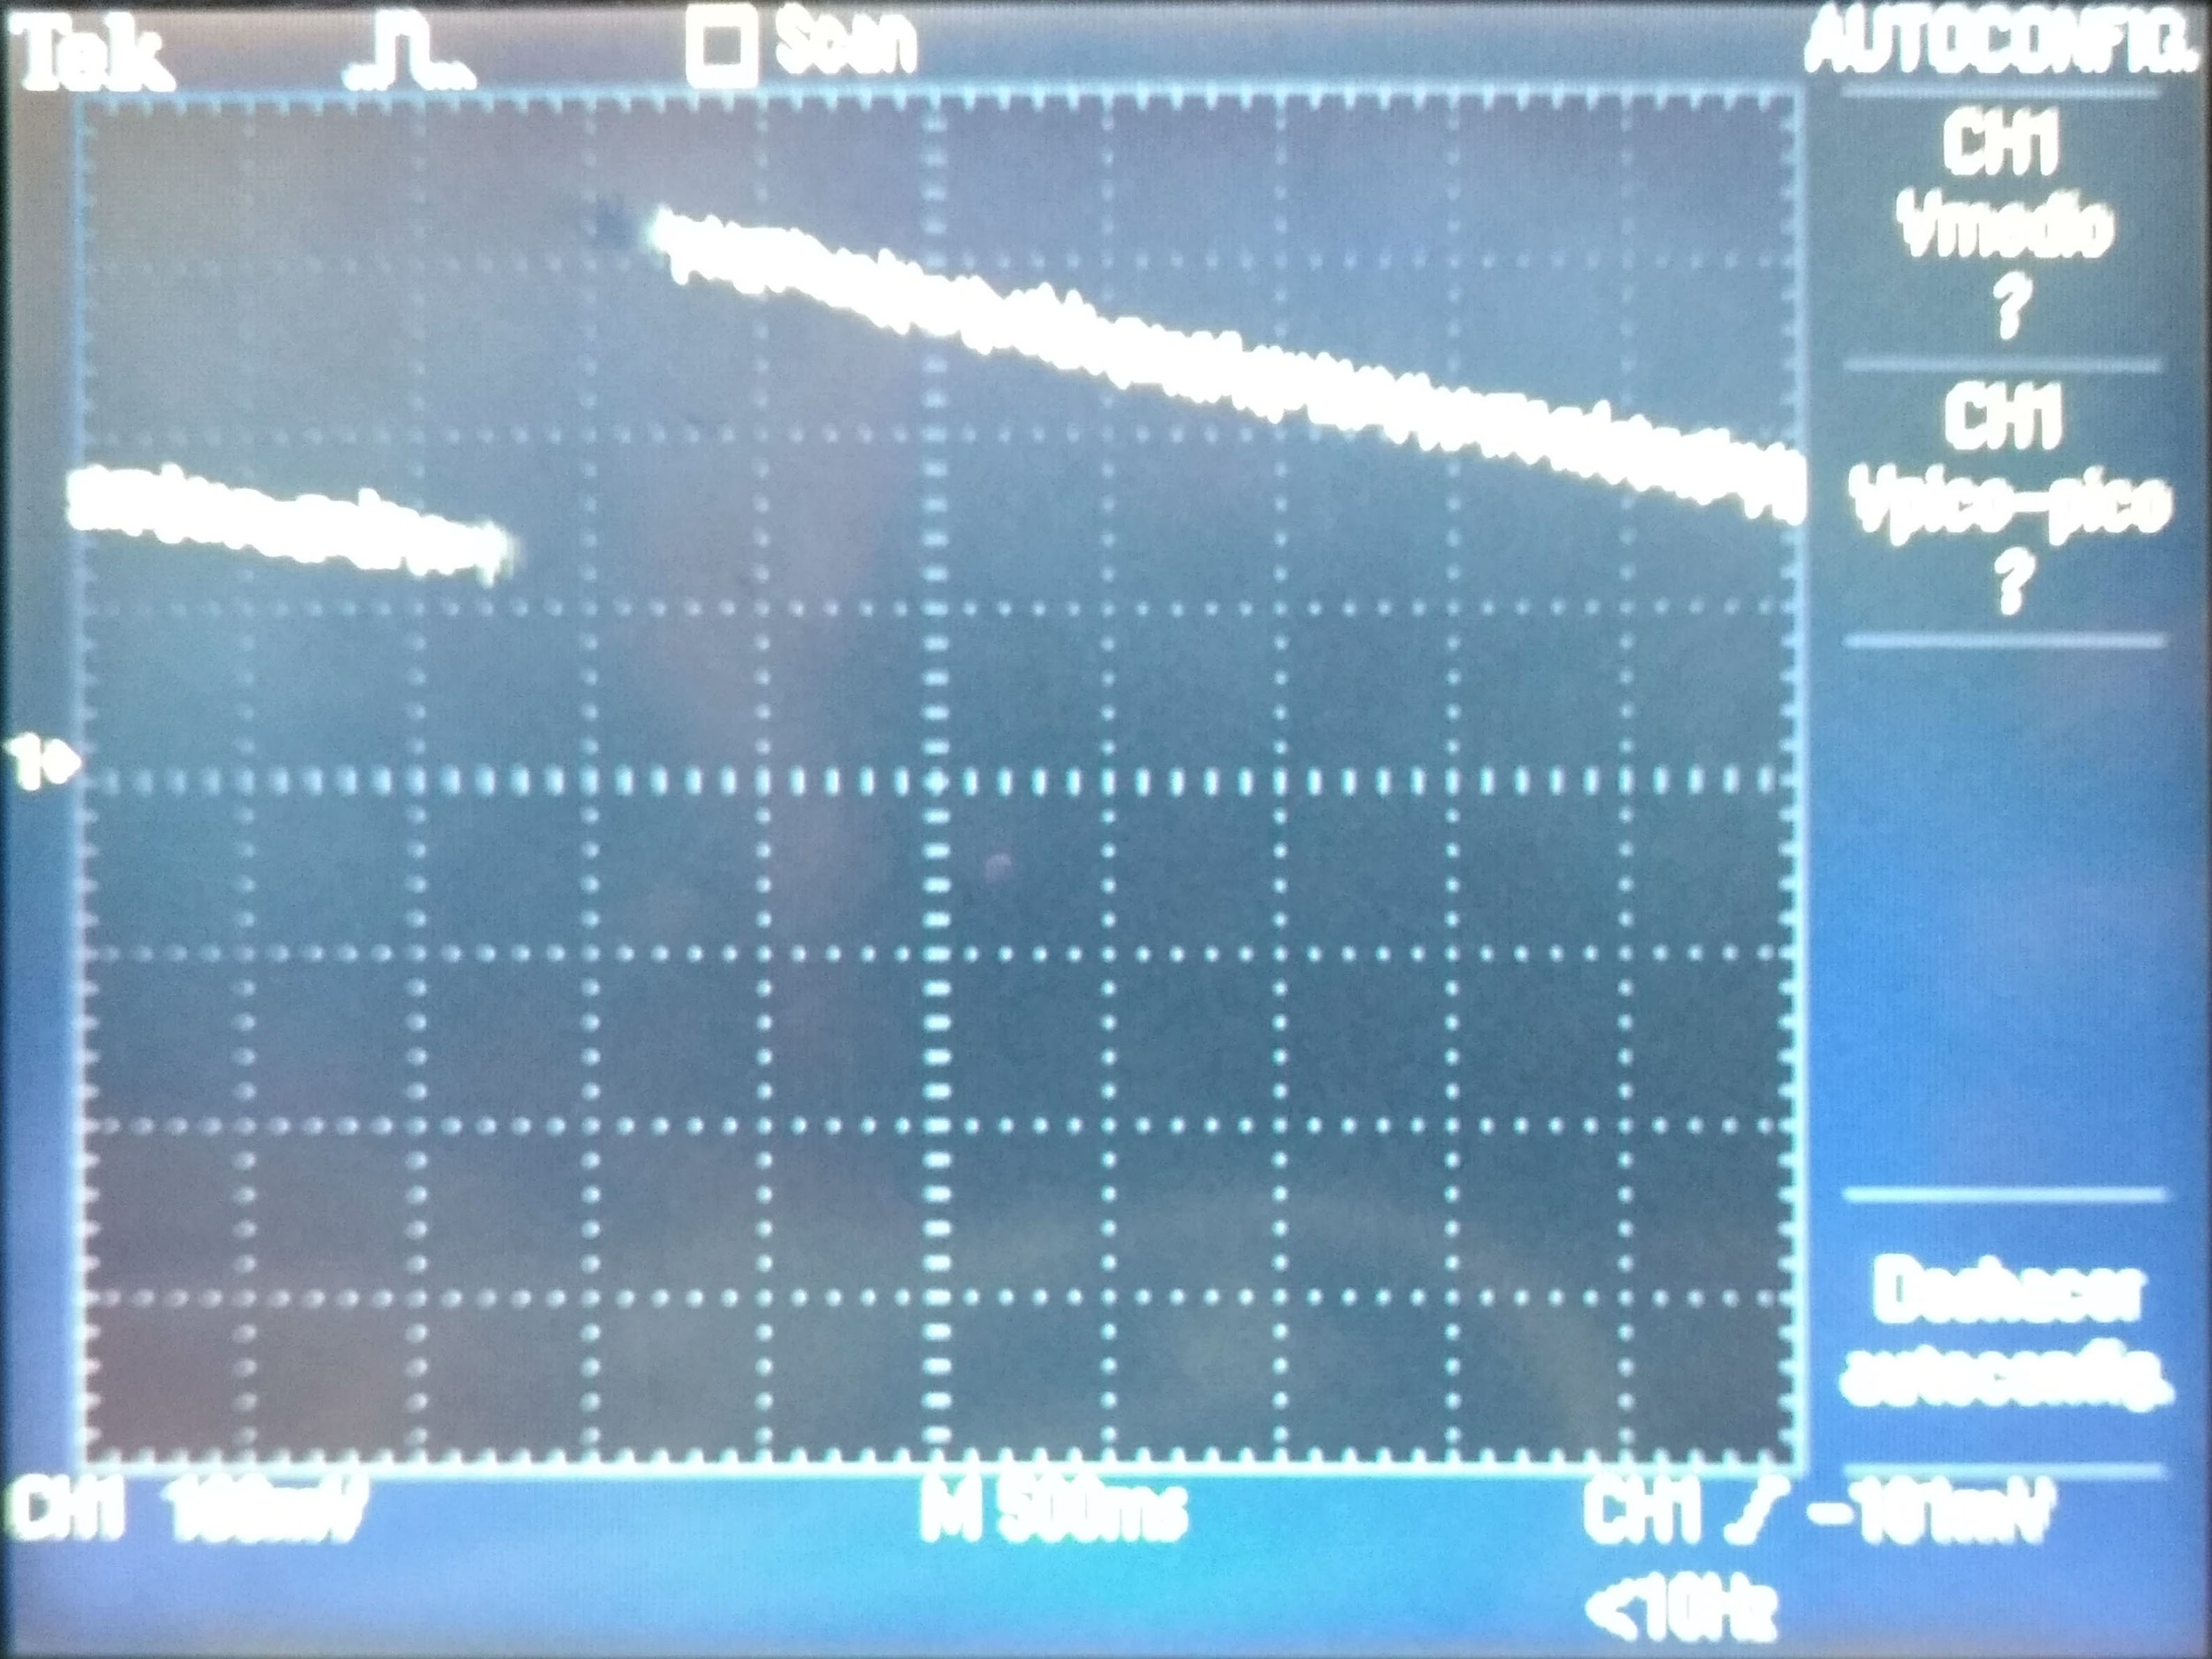 Tek Scan AUTOCONFIG.
CH1
Vmedio
?
CH1
Vpico-pico
?
1
Deshacer
autoconfig.
CH1 100mV M 500ms CH1 -101mV
<10Hz